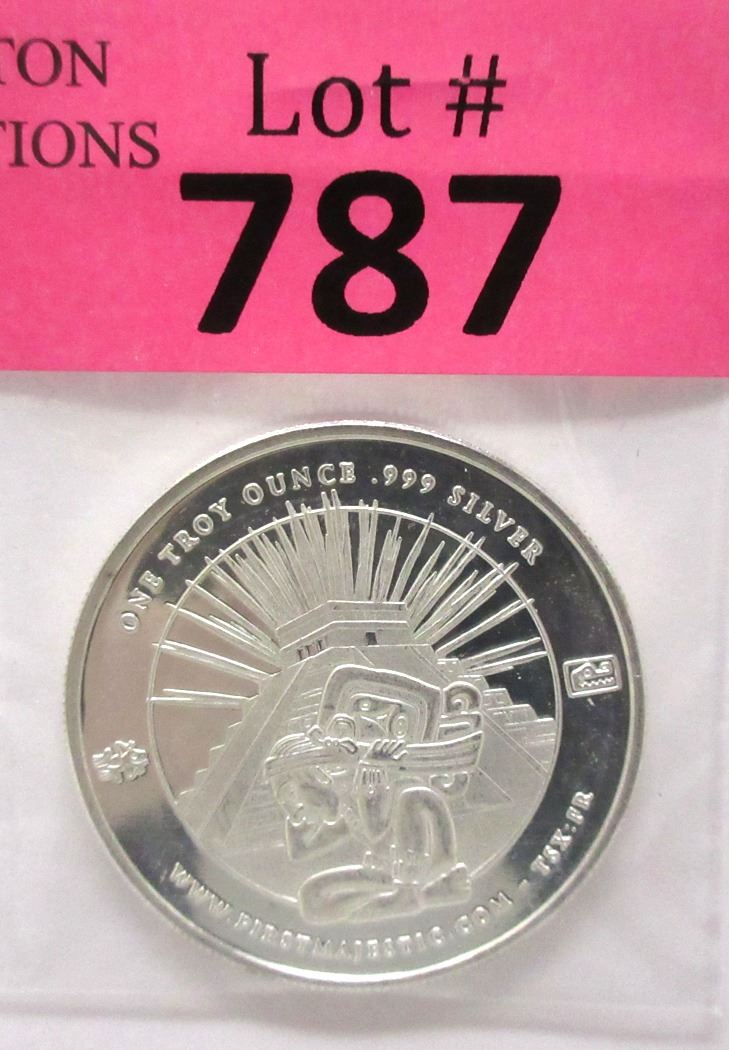 TON
TIONS
Lot #
787
ONE TROY OUNCE .999 SILVER
WWW.FIRSTMAJESTIC.COM - TSX:FR